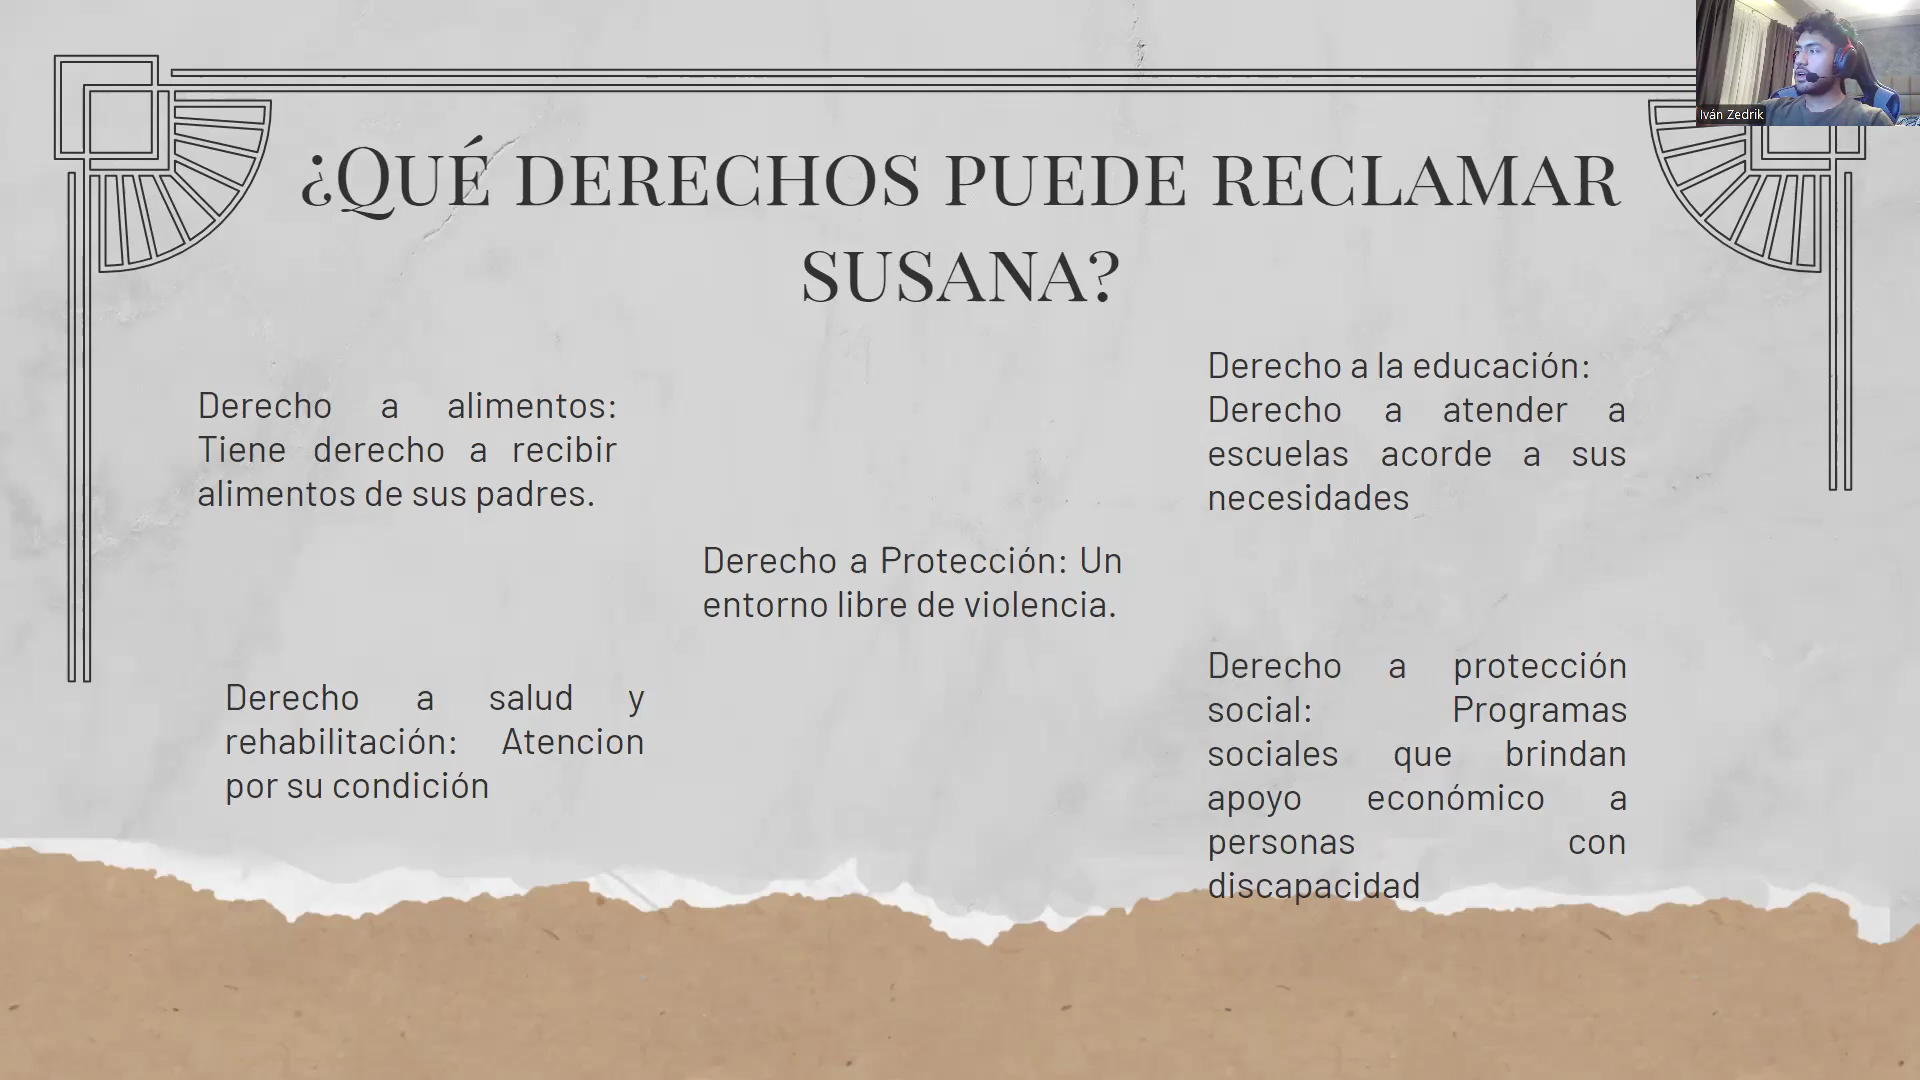 Iván Zedrik
¿QUÉ DERECHOS PUEDE RECLAMAR
SUSANA?
Derecho a alimentos:
Tiene derecho a recibir
alimentos de sus padres.
Derecho a la educación:
Derecho a atender a
escuelas acorde a sus
necesidades
Derecho a Protección: Un
entorno libre de violencia.
Derecho a salud y
rehabilitación: Atencion
por su condición
Derecho a protección
social: Programas
sociales que brindan
apoyo económico a
personas con
discapacidad